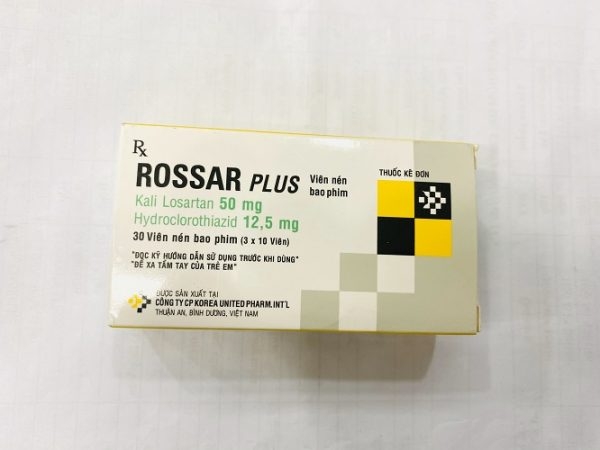 Rx
ROSSAR PLUS
Viên nén
bao phim
THUỐC KÊ ĐƠN
Kali Losartan 50 mg
Hydroclorothiazid 12,5 mg
30 Viên nén bao phim (3 x 10 Viên)
"ĐỌC KỸ HƯỚNG DẪN SỬ DỤNG TRƯỚC KHI DÙNG"
"ĐỂ XA TẦM TAY CỦA TRẺ EM"
ĐƯỢC SẢN XUẤT TẠI
CÔNG TY CP KOREA UNITED PHARM. INT'L
THUẬN AN, BÌNH DƯƠNG, VIỆT NAM